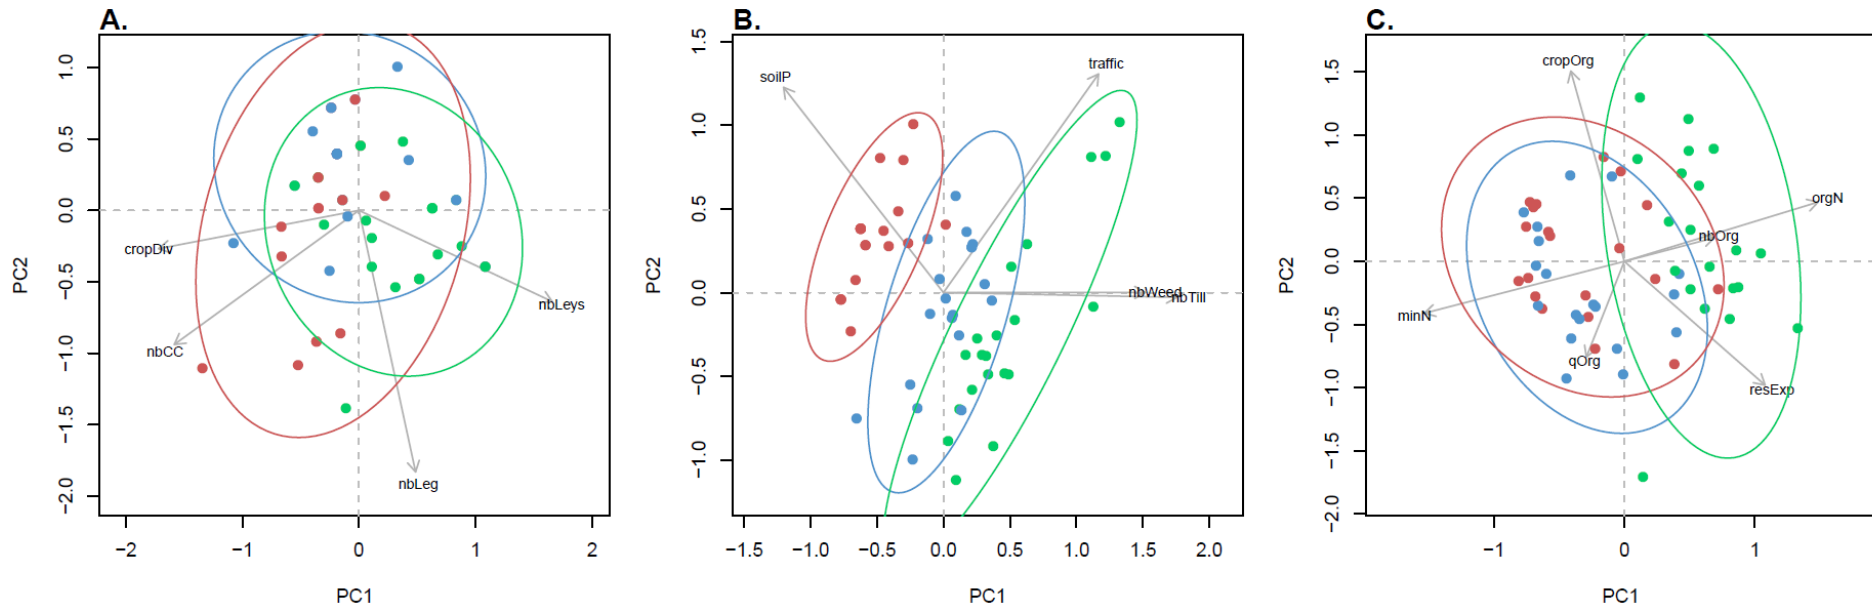 A.
1.0
0.5
0.0
−0.5
−1.0
−1.5
−2.0
PC2
cropDiv
nbCC
nbLeys
nbLeg
−2
−1
0
1
2
PC1
B.
1.5
1.0
0.5
0.0
−0.5
−1.0
PC2
soilP
traffic
nbWeed
nbTill
−1.5
−1.0
−0.5
0.0
0.5
1.0
1.5
2.0
PC1
C.
1.5
1.0
0.5
0.0
−0.5
−1.0
−1.5
−2.0
PC2
cropOrg
orgN
nbOrg
minN
qOrg
resExp
−1
0
1
PC1